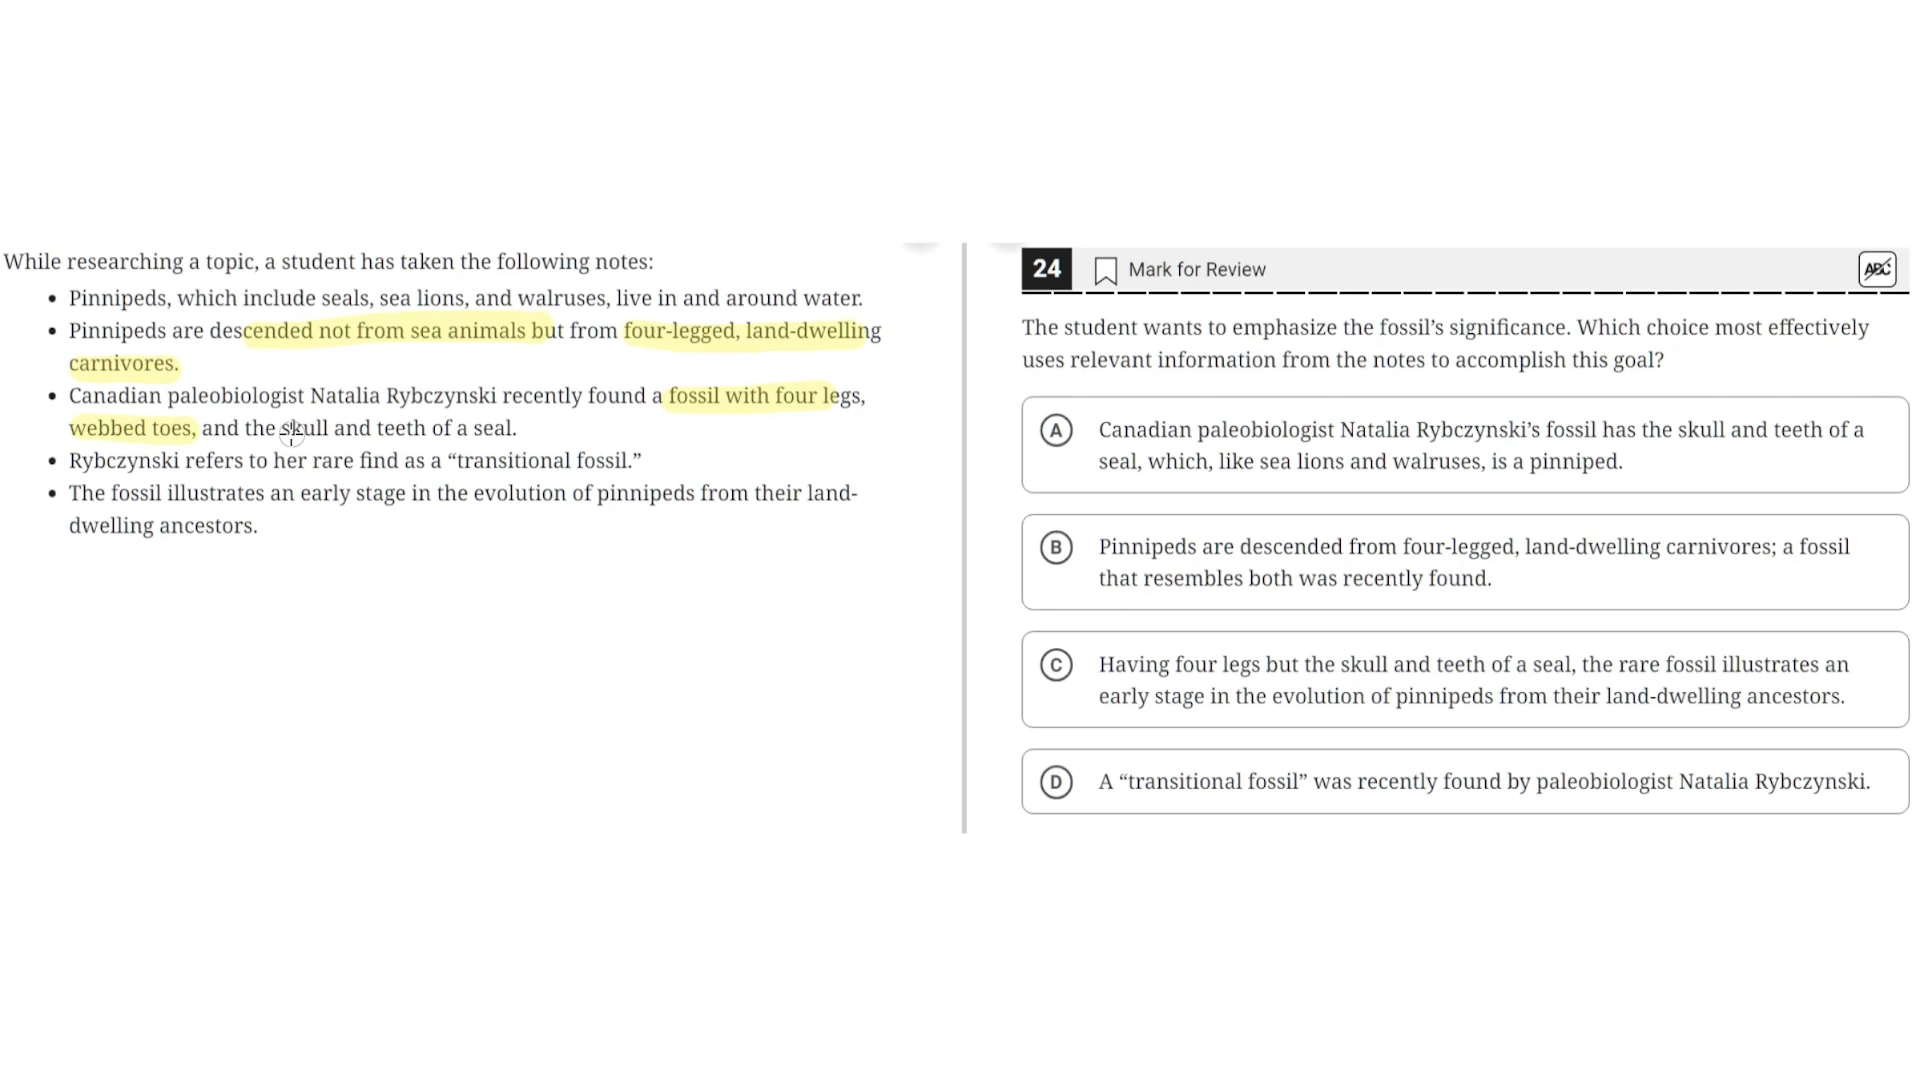 While researching a topic, a student has taken the following notes:
• Pinnipeds, which include seals, sea lions, and walruses, live in and around water.
• Pinnipeds are descended not from sea animals but from four-legged, land-dwelling
carnivores.
• Canadian paleobiologist Natalia Rybczynski recently found a fossil with four legs,
webbed toes, and the skull and teeth of a seal.
• Rybczynski refers to her rare find as a “transitional fossil.”
• The fossil illustrates an early stage in the evolution of pinnipeds from their land-
dwelling ancestors.
24 Mark for Review ABC
The student wants to emphasize the fossil’s significance. Which choice most effectively
uses relevant information from the notes to accomplish this goal?
A Canadian paleobiologist Natalia Rybczynski’s fossil has the skull and teeth of a
seal, which, like sea lions and walruses, is a pinniped.
B Pinnipeds are descended from four-legged, land-dwelling carnivores; a fossil
that resembles both was recently found.
C Having four legs but the skull and teeth of a seal, the rare fossil illustrates an
early stage in the evolution of pinnipeds from their land-dwelling ancestors.
D A “transitional fossil” was recently found by paleobiologist Natalia Rybczynski.